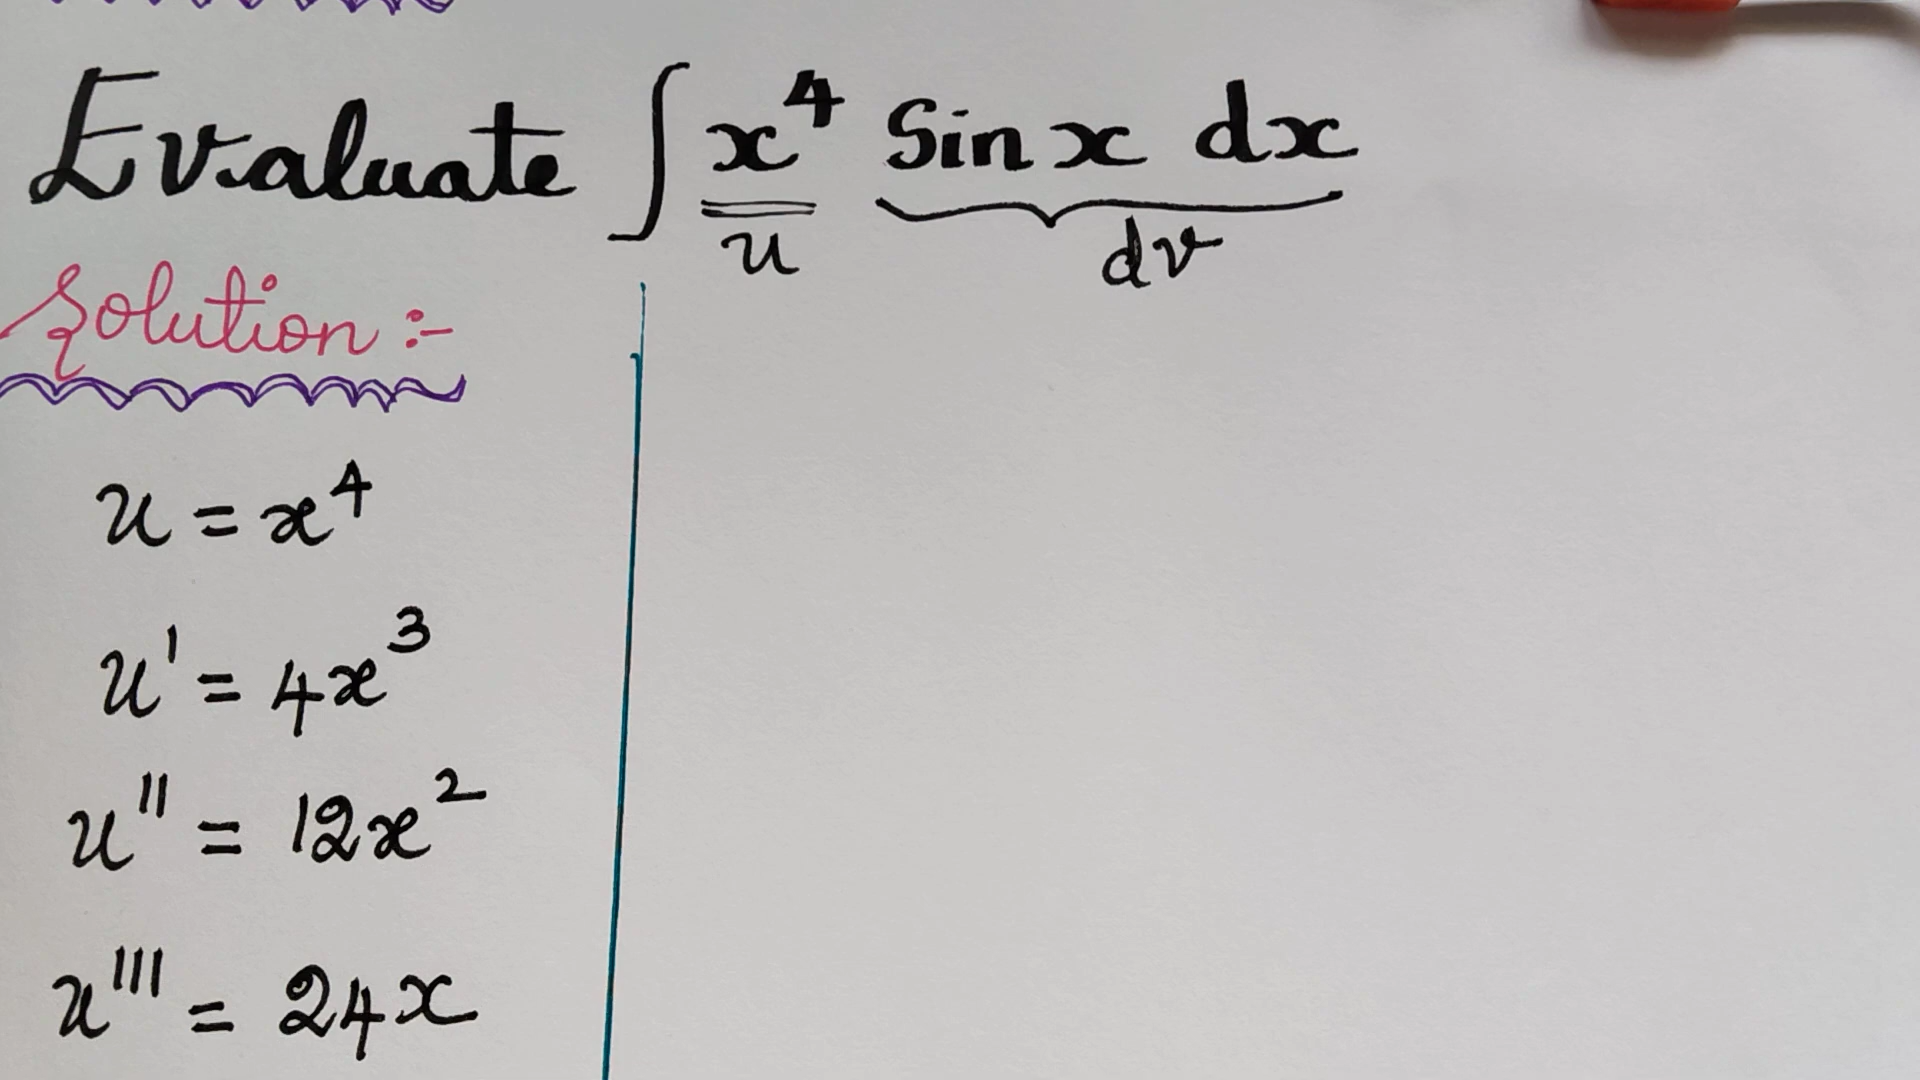 Evaluate ∫ x⁴ Sin x dx
u dv
Solution :-
u = x⁴
u' = 4x³
u'' = 12x²
u''' = 24x